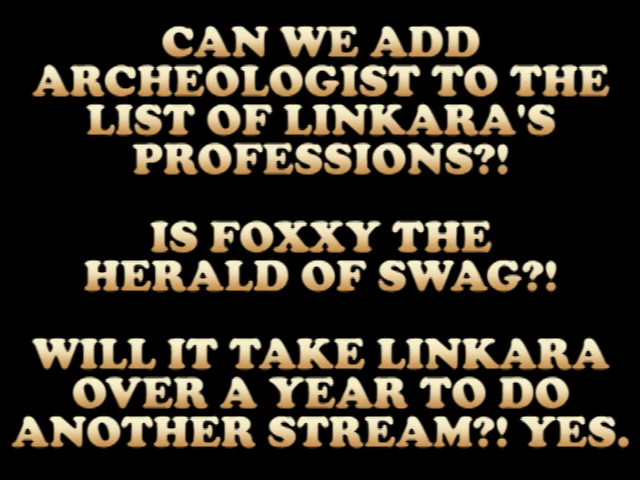 CAN WE ADD
ARCHEOLOGIST TO THE
LIST OF LINKARA'S
PROFESSIONS?!
IS FOXXY THE
HERALD OF SWAG?!
WILL IT TAKE LINKARA
OVER A YEAR TO DO
ANOTHER STREAM?! YES.